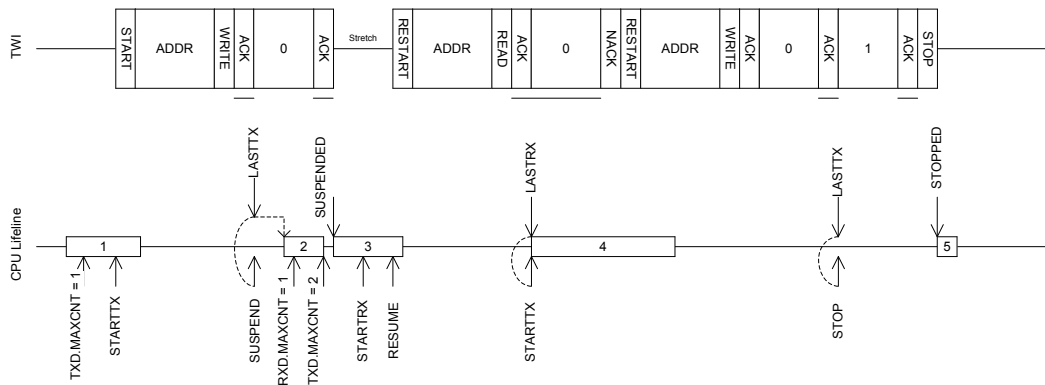 TWI
START
ADDR
WRITE
ACK
0
ACK
Stretch
RESTART
ADDR
READ
ACK
0
NACK
RESTART
ADDR
WRITE
ACK
0
ACK
1
ACK
STOP
CPU Lifeline
LASTTX
SUSPENDED
LASTRX
LASTTX
STOPPED
1
2
3
4
5
TXD.MAXCNT = 1
STARTTX
SUSPEND
RXD.MAXCNT = 1
TXD.MAXCNT = 2
STARTRX
RESUME
STARTTX
STOP